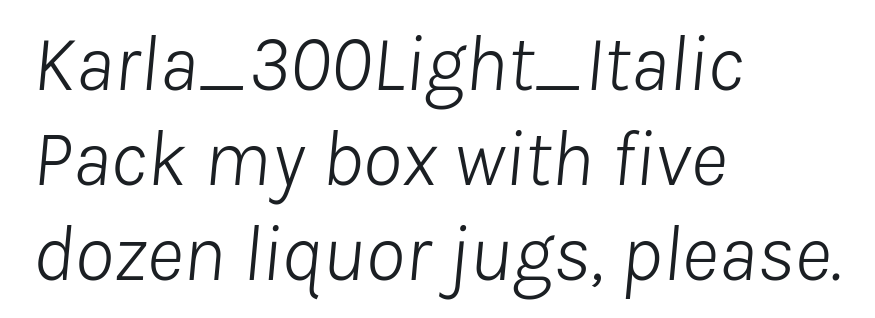 Karla_300Light_Italic
Pack my box with five
dozen liquor jugs, please.